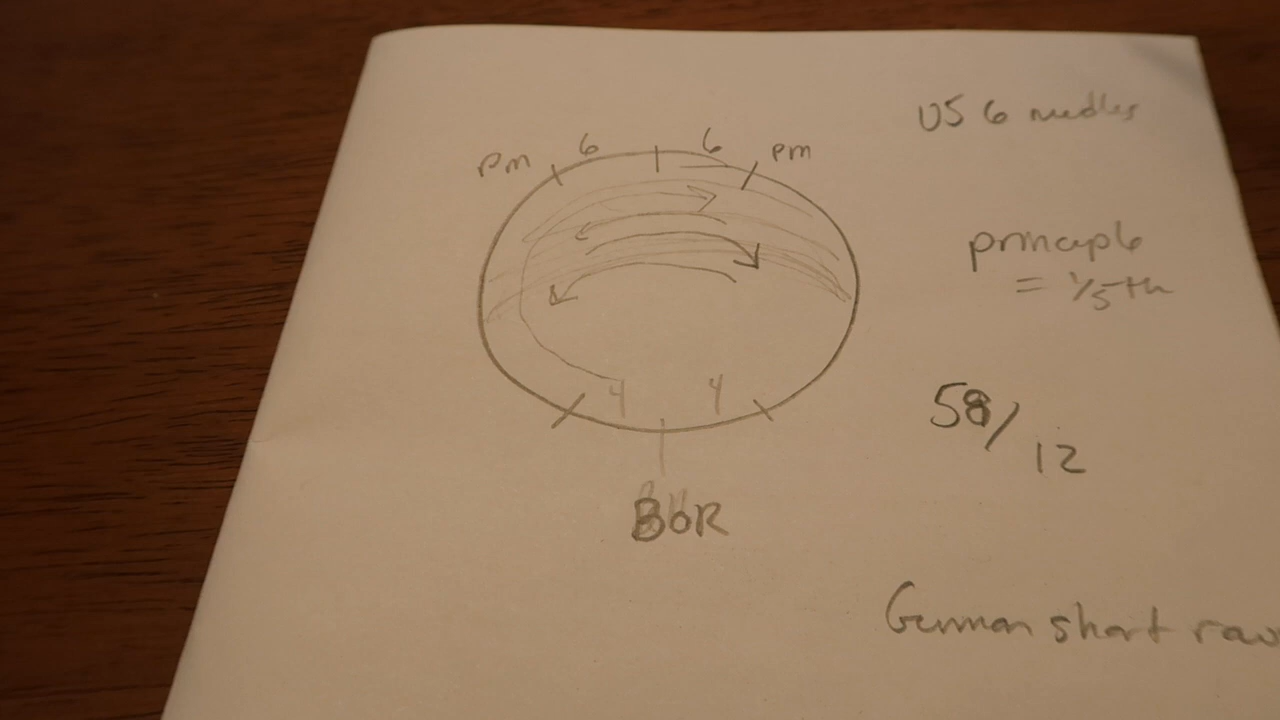 US 6 needles
pm 6 6 pm
principle
= 1/5th
58/12
4 4
BOR
German short row